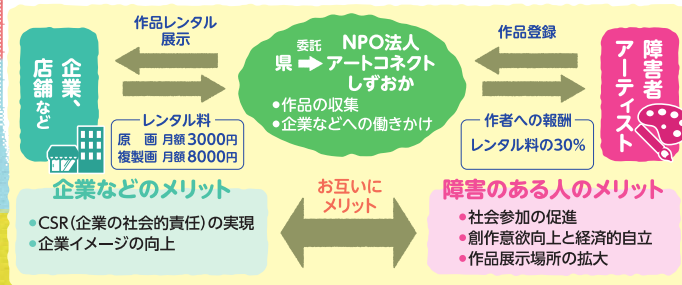 作品レンタル
展示
企業、
店舗など
レンタル料
原　画 月額3000円
複製画 月額8000円
委託
県
NPO法人
アートコネクト
しずおか
●作品の収集
●企業などへの働きかけ
作品登録
障害者
アーティスト
作者への報酬
レンタル料の30%
企業などのメリット
●CSR(企業の社会的責任)の実現
●企業イメージの向上
お互いに
メリット
障害のある人のメリット
●社会参加の促進
●創作意欲向上と経済的自立
●作品展示場所の拡大